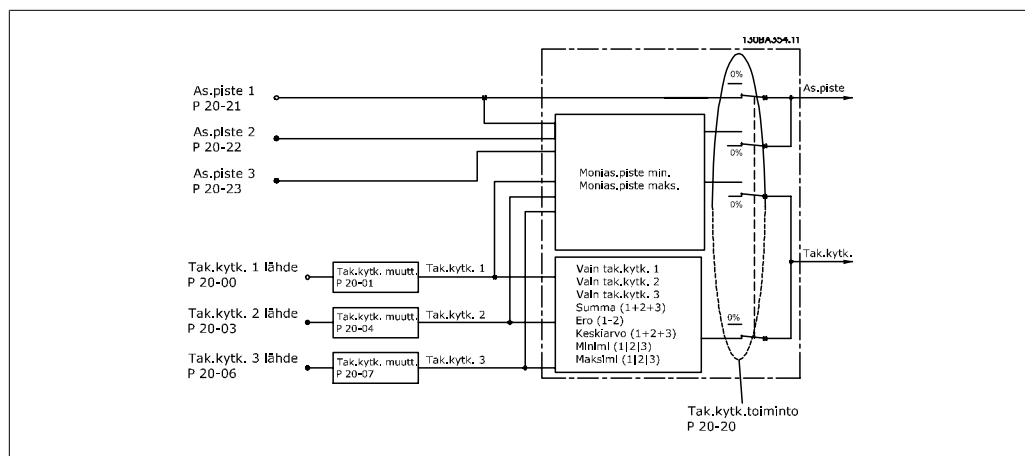 130BA354.11
As.piste 1
P 20-21
As.piste 2
P 20-22
As.piste 3
P 20-23
0%
As.piste
0%
Monias.piste min.
Monias.piste maks.
0%
Tak.kytk. 1 lähde
P 20-00
Tak.kytk. muutt.
P 20-01
Tak.kytk. 1
Tak.kytk. 2 lähde
P 20-03
Tak.kytk. muutt.
P 20-04
Tak.kytk. 2
Tak.kytk. 3 lähde
P 20-06
Tak.kytk. muutt.
P 20-07
Tak.kytk. 3
Vain tak.kytk. 1
Vain tak.kytk. 2
Vain tak.kytk. 3
Summa (1+2+3)
Ero (1-2)
Keskiarvo (1+2+3)
Minimi (1|2|3)
Maksimi (1|2|3)
0%
Tak.kytk.
Tak.kytk.toiminto
P 20-20